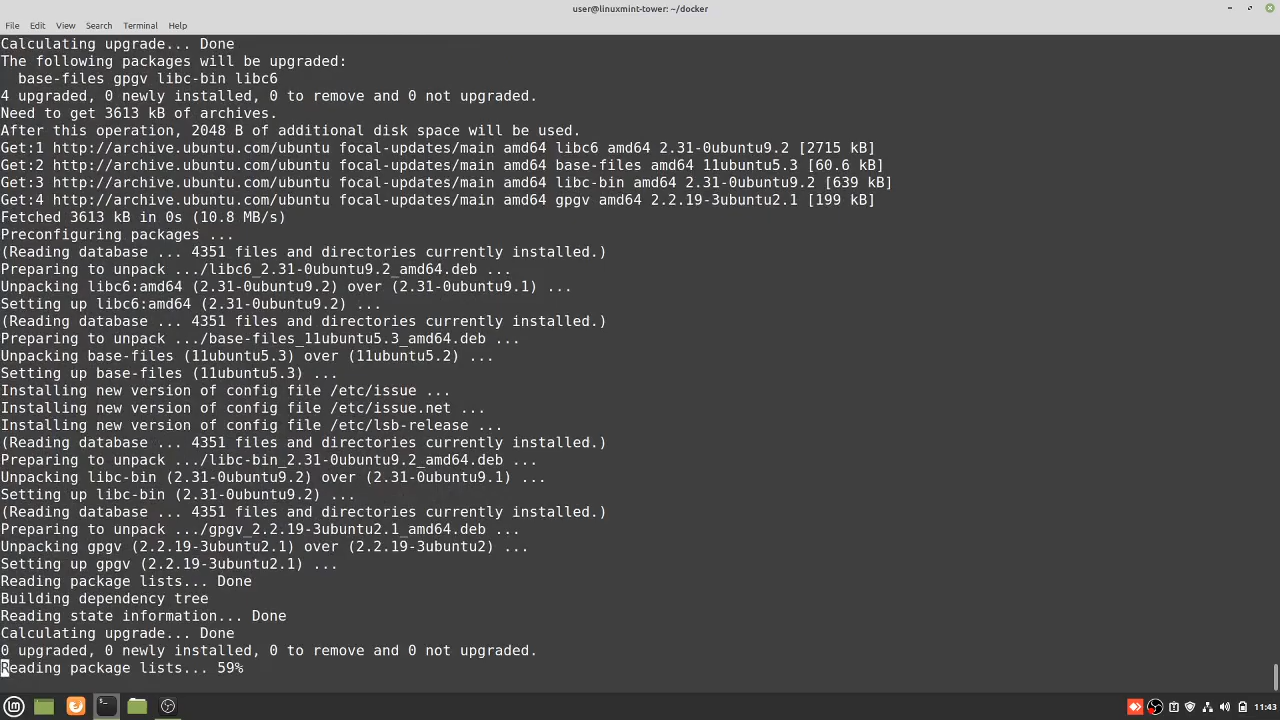 user@linuxmint-tower: ~/docker
File Edit View Search Terminal Help
Calculating upgrade... Done
The following packages will be upgraded:
  base-files gpgv libc-bin libc6
4 upgraded, 0 newly installed, 0 to remove and 0 not upgraded.
Need to get 3613 kB of archives.
After this operation, 2048 B of additional disk space will be used.
Get:1 http://archive.ubuntu.com/ubuntu focal-updates/main amd64 libc6 amd64 2.31-0ubuntu9.2 [2715 kB]
Get:2 http://archive.ubuntu.com/ubuntu focal-updates/main amd64 base-files amd64 11ubuntu5.3 [60.6 kB]
Get:3 http://archive.ubuntu.com/ubuntu focal-updates/main amd64 libc-bin amd64 2.31-0ubuntu9.2 [639 kB]
Get:4 http://archive.ubuntu.com/ubuntu focal-updates/main amd64 gpgv amd64 2.2.19-3ubuntu2.1 [199 kB]
Fetched 3613 kB in 0s (10.8 MB/s)
Preconfiguring packages ...
(Reading database ... 4351 files and directories currently installed.)
Preparing to unpack .../libc6_2.31-0ubuntu9.2_amd64.deb ...
Unpacking libc6:amd64 (2.31-0ubuntu9.2) over (2.31-0ubuntu9.1) ...
Setting up libc6:amd64 (2.31-0ubuntu9.2) ...
(Reading database ... 4351 files and directories currently installed.)
Preparing to unpack .../base-files_11ubuntu5.3_amd64.deb ...
Unpacking base-files (11ubuntu5.3) over (11ubuntu5.2) ...
Setting up base-files (11ubuntu5.3) ...
Installing new version of config file /etc/issue ...
Installing new version of config file /etc/issue.net ...
Installing new version of config file /etc/lsb-release ...
(Reading database ... 4351 files and directories currently installed.)
Preparing to unpack .../libc-bin_2.31-0ubuntu9.2_amd64.deb ...
Unpacking libc-bin (2.31-0ubuntu9.2) over (2.31-0ubuntu9.1) ...
Setting up libc-bin (2.31-0ubuntu9.2) ...
(Reading database ... 4351 files and directories currently installed.)
Preparing to unpack .../gpgv_2.2.19-3ubuntu2.1_amd64.deb ...
Unpacking gpgv (2.2.19-3ubuntu2.1) over (2.2.19-3ubuntu2) ...
Setting up gpgv (2.2.19-3ubuntu2.1) ...
Reading package lists... Done
Building dependency tree
Reading state information... Done
Calculating upgrade... Done
0 upgraded, 0 newly installed, 0 to remove and 0 not upgraded.
Reading package lists... 59%
11:43